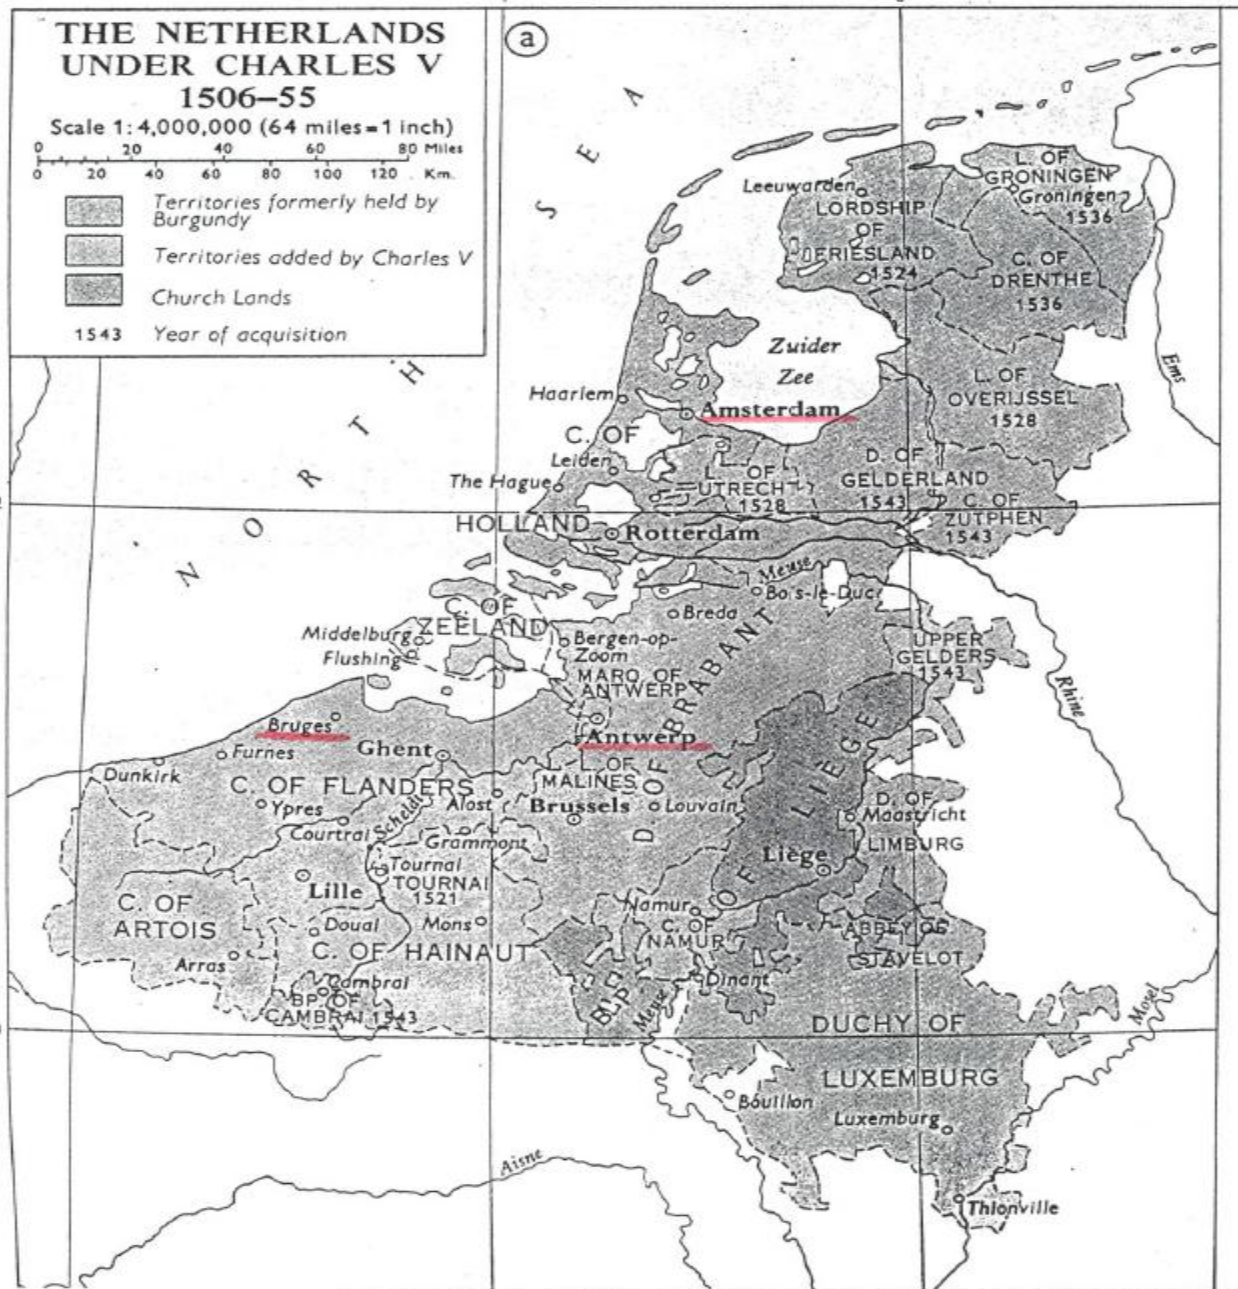 THE NETHERLANDS
UNDER CHARLES V
1506–55
Scale 1:4,000,000 (64 miles=1 inch)
0 20 40 60 80 Miles
0 20 40 60 80 100 120 Km.
Territories formerly held by
Burgundy
Territories added by Charles V
Church Lands
1543 Year of acquisition
a
NORTH SEA
L. OF
GRONINGEN
Groningen
1536
Leeuwarden
LORDSHIP
OF
FRIESLAND
1524
C. OF
DRENTHE
1536
Zuider
Zee
Ems
L. OF
OVERIJSSEL
1528
Haarlem
Amsterdam
C. OF
HOLLAND
Leiden
The Hague
L. OF
UTRECHT
1528
D. OF
GELDERLAND
1543
C. OF
ZUTPHEN
1543
Rotterdam
Meuse
Bois-le-Duc
Breda
C. OF
ZEELAND
Middelburg
Flushing
Bergen-op-
Zoom
MARQ OF
ANTWERP
UPPER
GELDERS
1543
Rhine
Bruges
Antwerp
Furnes
Ghent
Dunkirk
L. OF
MALINES
C. OF FLANDERS
Alost
Brussels
Louvain
D. OF BRABANT
Ypres
Courtrai
Scheldt
Grammont
D. OF
LIMBURG
Maastricht
BP. OF LIEGE
Liège
Tournai
TOURNAI
1521
Lille
C. OF
ARTOIS
Douai
Mons
C. OF HAINAUT
Namur
C. OF
NAMUR
ABBEY OF
STAVELOT
Arras
Cambrai
BP. OF
CAMBRAI 1543
Dinant
Meuse
Mosel
DUCHY OF
LUXEMBURG
Bouillon
Luxemburg
Aisne
Thionville